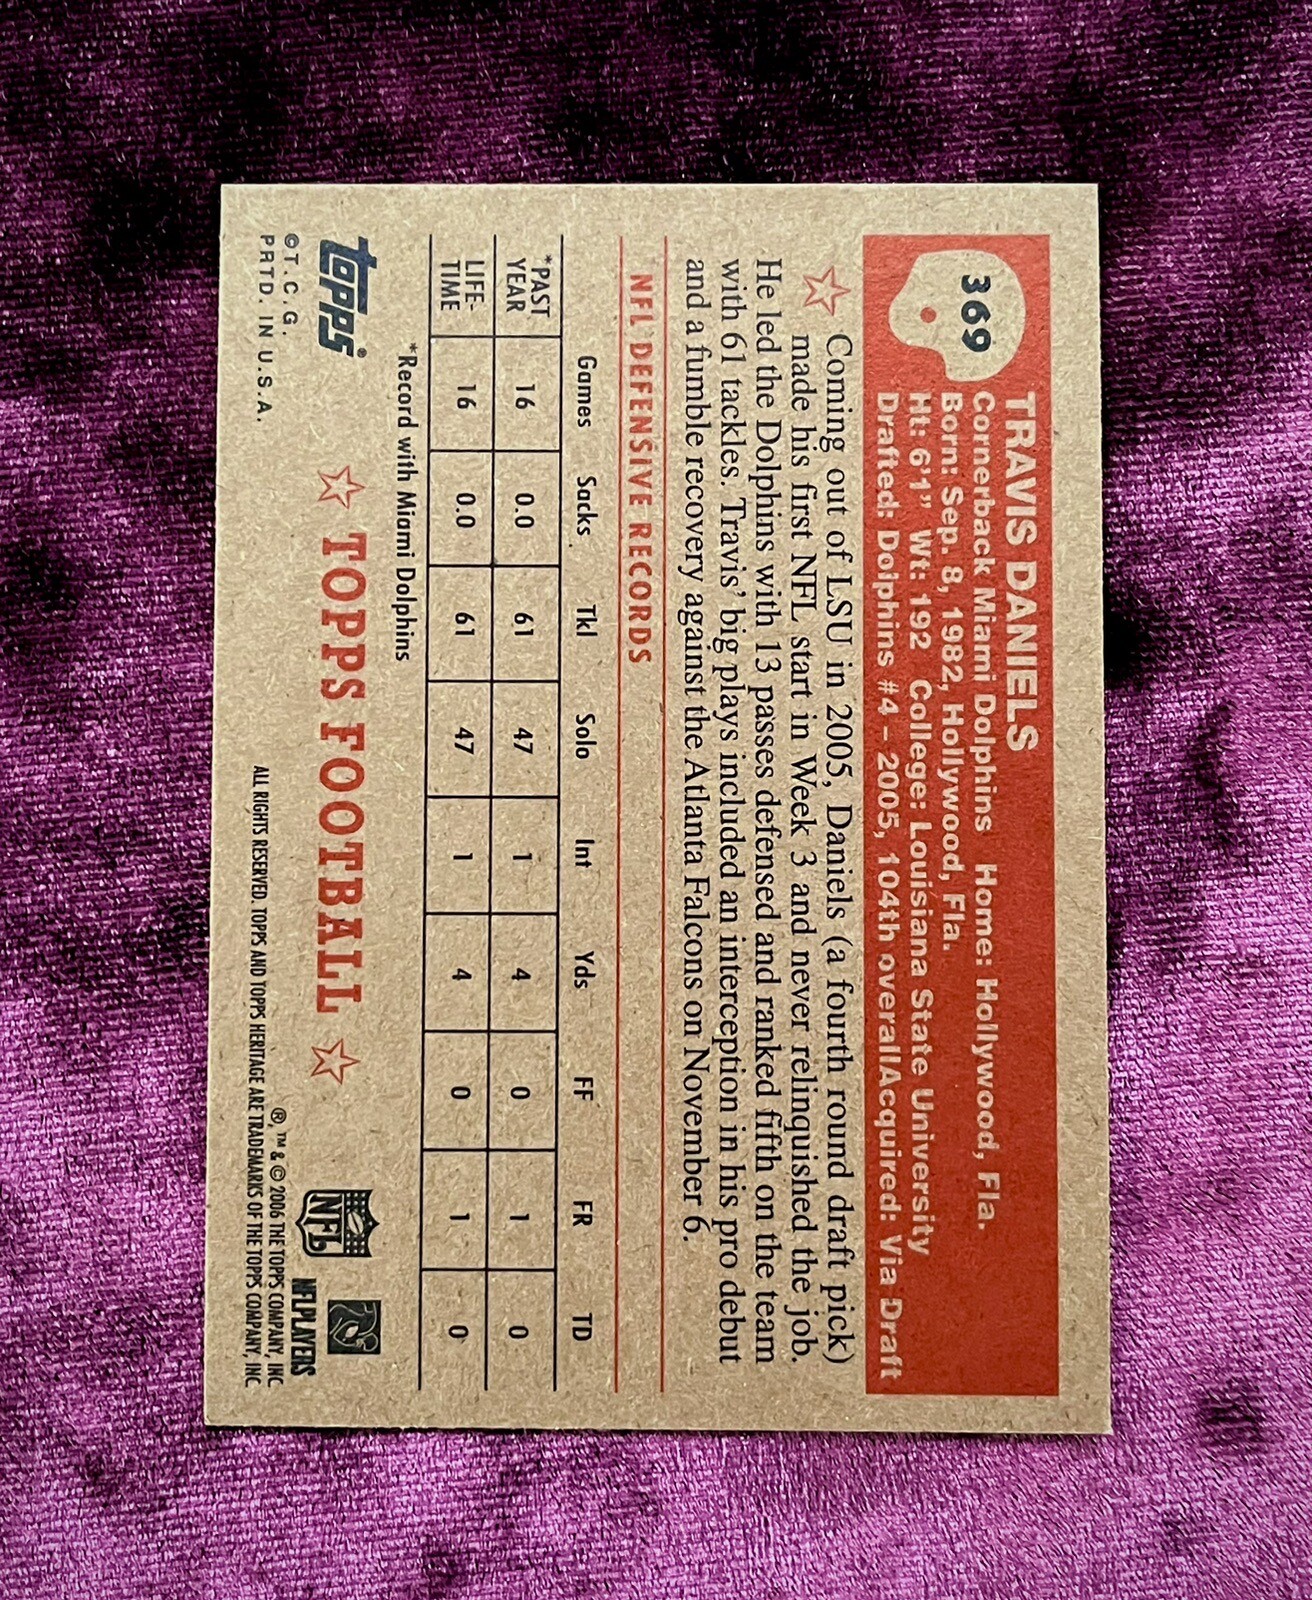 369
TRAVIS DANIELS
Cornerback Miami Dolphins Home: Hollywood, Fla.
Born: Sep. 8, 1982, Hollywood, Fla.
Ht: 6'1" Wt: 192 College: Louisiana State University
Drafted: Dolphins #4 – 2005, 104th overall/Acquired: Via Draft
Coming out of LSU in 2005, Daniels (a fourth round draft pick)
made his first NFL start in Week 3 and never relinquished the job.
He led the Dolphins with 13 passes defensed and ranked fifth on the team
with 61 tackles. Travis' big plays included an interception in his pro debut
and a fumble recovery against the Atlanta Falcons on November 6.
NFL DEFENSIVE RECORDS
Games Sacks Tkl Solo Int Yds FF FR TD
*PAST YEAR 16 0.0 61 47 1 4 0 1 0
LIFE-TIME 16 0.0 61 47 1 4 0 1 0
*Record with Miami Dolphins
topps®
©T.C.G.
PRTD. IN U.S.A.
TOPPS FOOTBALL
NFL
NFLPLAYERS
®, ™ & © 2006 THE TOPPS COMPANY, INC
ALL RIGHTS RESERVED. TOPPS AND TOPPS HERITAGE ARE TRADEMARKS OF THE TOPPS COMPANY, INC